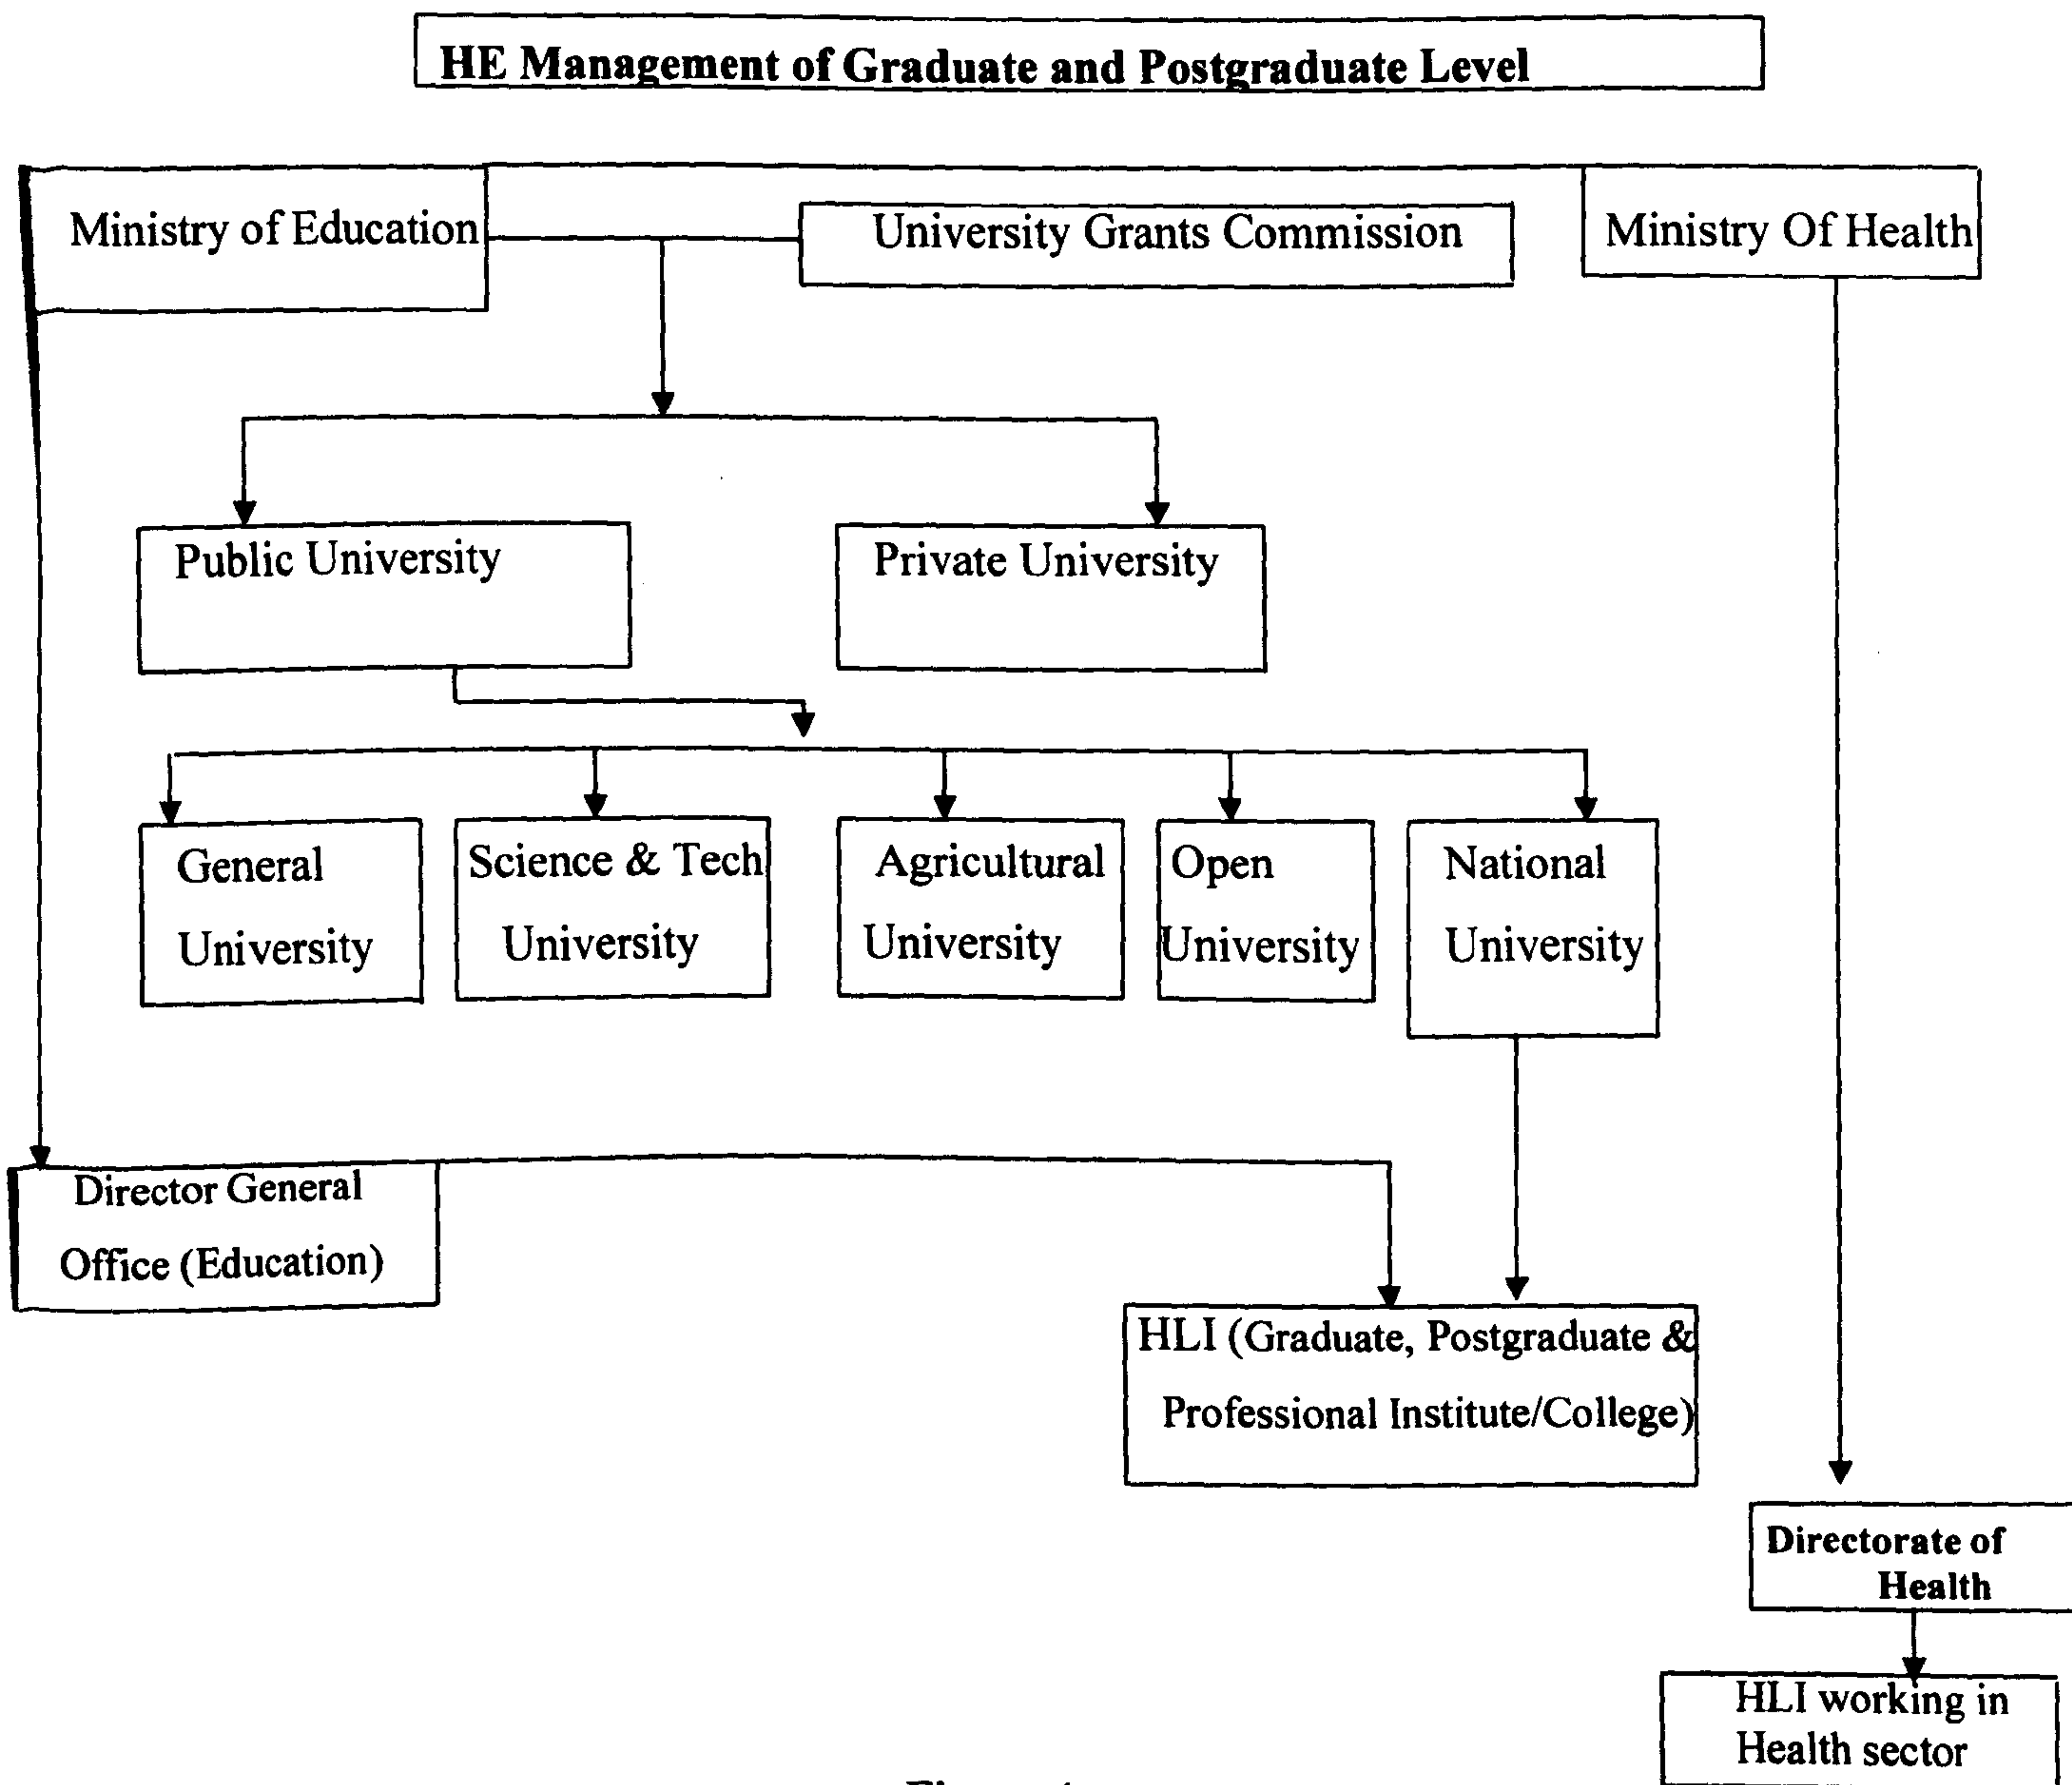 HE Management of Graduate and Postgraduate Level
Ministry of Education
University Grants Commission
Ministry Of Health
Public University
Private University
General
University
Science & Tech
University
Agricultural
University
Open
University
National
University
Director General
Office (Education)
HLI (Graduate, Postgraduate &
Professional Institute/College)
Directorate of
Health
HLI working in
Health sector